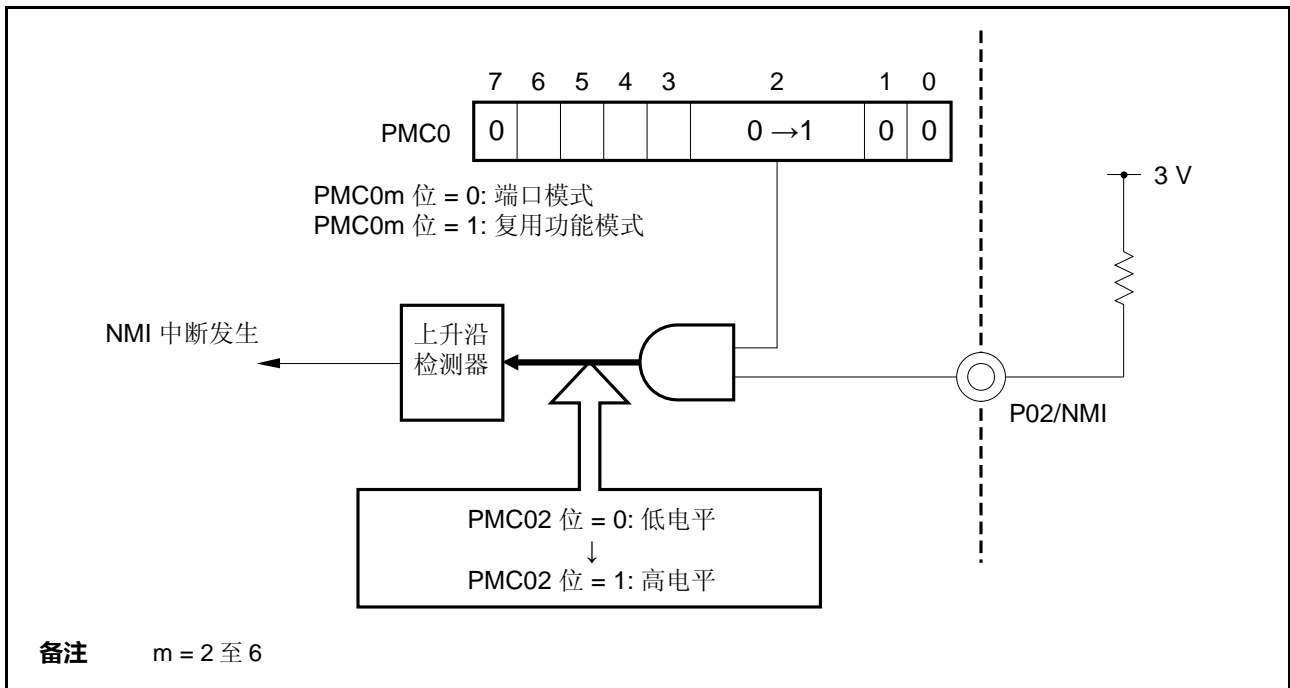 7 6 5 4 3 2 1 0
PMC0 0 0 →1 0 0
3 V
PMC0m 位 = 0: 端口模式
PMC0m 位 = 1: 复用功能模式
NMI 中断发生
上升沿
检测器
P02/NMI
PMC02 位 = 0: 低电平
↓
PMC02 位 = 1: 高电平
备注 m = 2 至 6